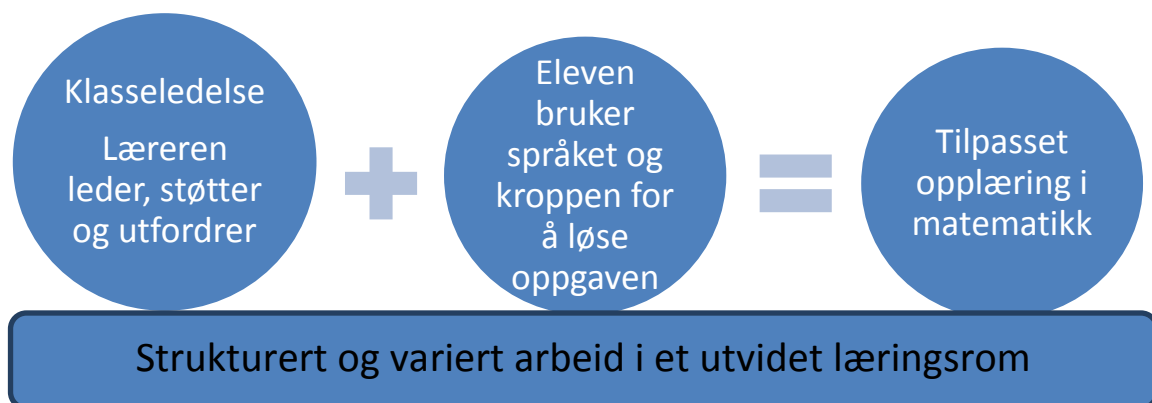 Klasseledelse
Læreren
leder, støtter
og utfordrer
Eleven
bruker
språket og
kroppen for
å løse
oppgaven
Tilpasset
opplæring i
matematikk
Strukturert og variert arbeid i et utvidet læringsrom